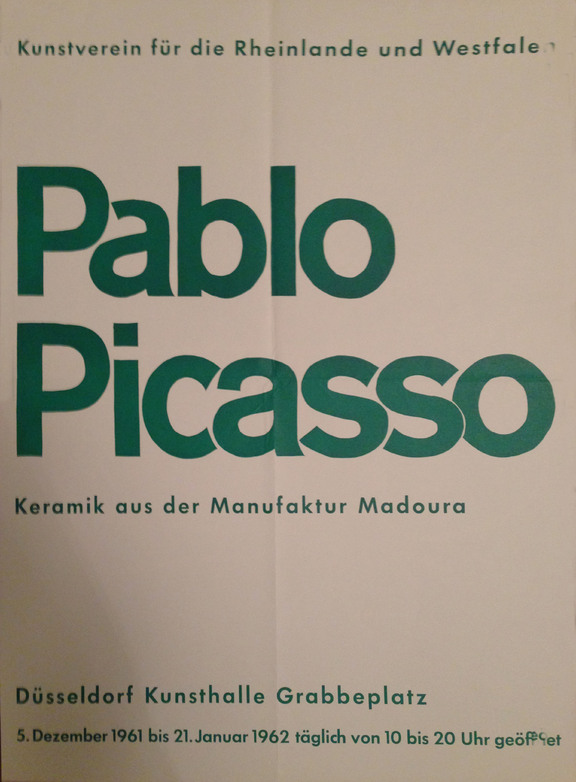 Kunstverein für die Rheinlande und Westfalen
Pablo
Picasso
Keramik aus der Manufaktur Madoura
Düsseldorf Kunsthalle Grabbeplatz
5. Dezember 1961 bis 21. Januar 1962 täglich von 10 bis 20 Uhr geöffnet